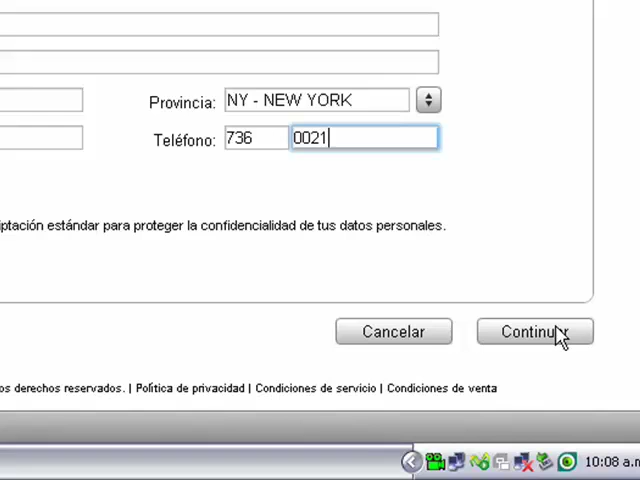 Provincia: NY - NEW YORK
Teléfono: 736 0021
ptación estándar para proteger la confidencialidad de tus datos personales.
Cancelar Continuar
os derechos reservados. | Política de privacidad | Condiciones de servicio | Condiciones de venta
10:08 a.m